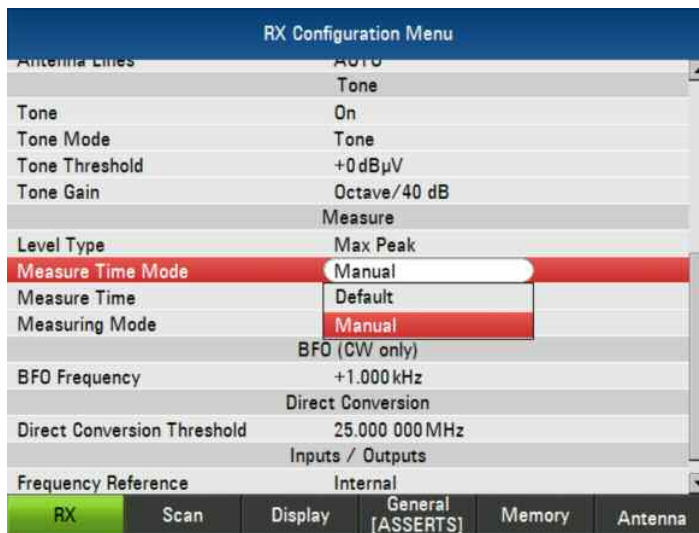 RX Configuration Menu
Antenna Lines AUTO
Tone
Tone On
Tone Mode Tone
Tone Threshold +0 dBµV
Tone Gain Octave/40 dB
Measure
Level Type Max Peak
Measure Time Mode Manual
Measure Time Default
Measuring Mode Manual
BFO (CW only)
BFO Frequency +1.000 kHz
Direct Conversion
Direct Conversion Threshold 25.000 000 MHz
Inputs / Outputs
Frequency Reference Internal
RX Scan Display General [ASSERTS] Memory Antenna